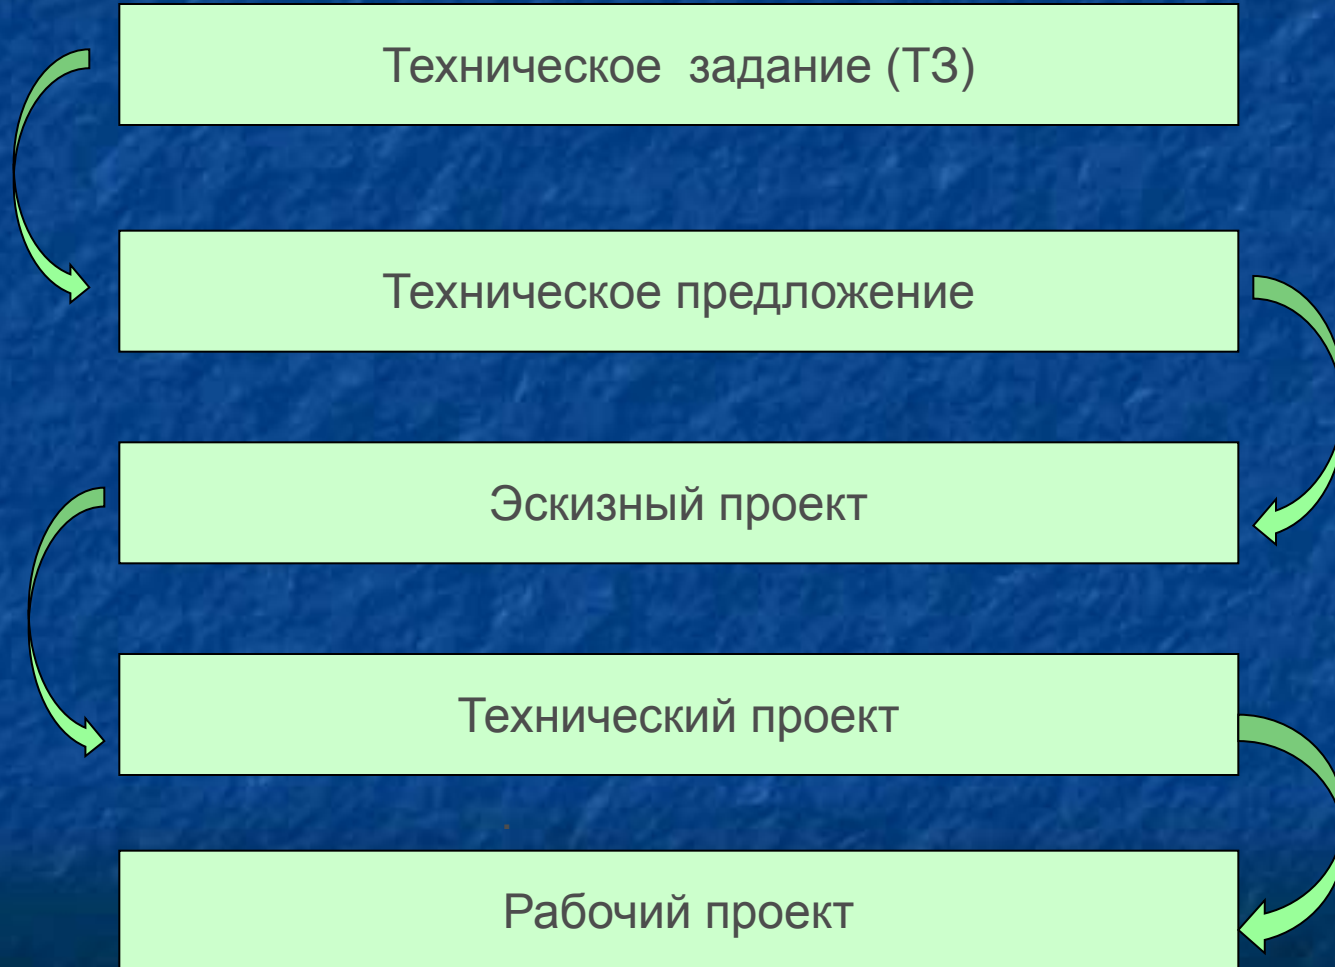 Техническое  задание (ТЗ)
Техническое предложение
Эскизный проект
Технический проект
.
Рабочий проект